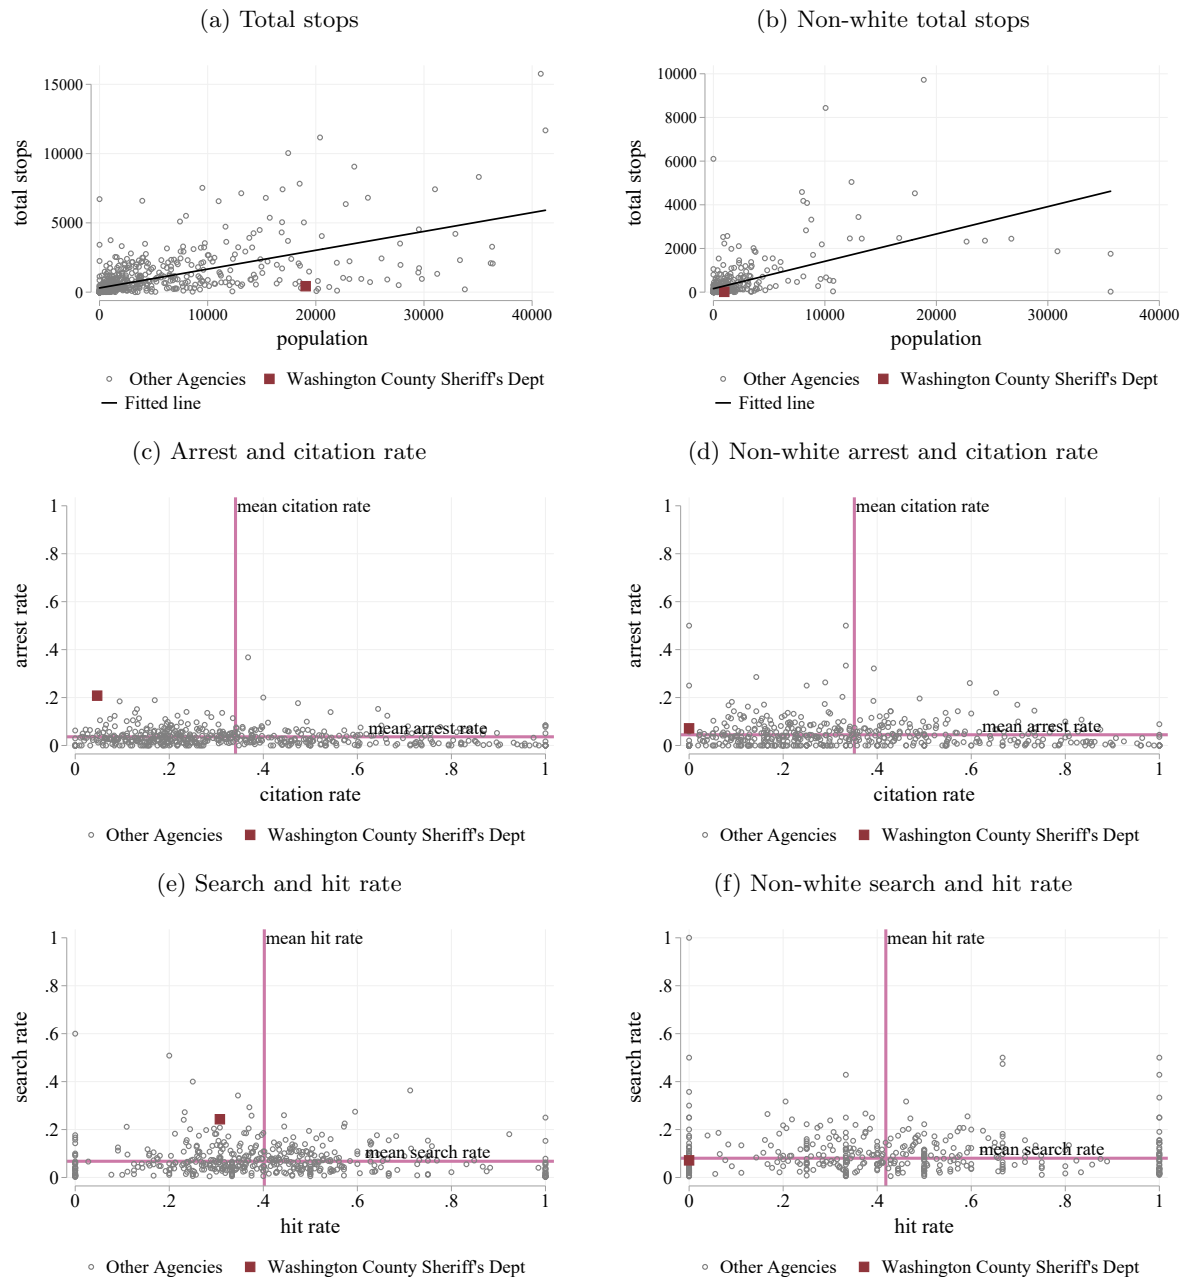 (a) Total stops
15000
10000
5000
0
total stops
0 10000 20000 30000 40000
population
Other Agencies Washington County Sheriff's Dept
Fitted line
(b) Non-white total stops
10000
8000
6000
4000
2000
0
total stops
0 10000 20000 30000 40000
population
Other Agencies Washington County Sheriff's Dept
Fitted line
(c) Arrest and citation rate
1
.8
.6
.4
.2
0
arrest rate
mean citation rate
mean arrest rate
0 .2 .4 .6 .8 1
citation rate
Other Agencies Washington County Sheriff's Dept
(d) Non-white arrest and citation rate
1
.8
.6
.4
.2
0
arrest rate
mean citation rate
mean arrest rate
0 .2 .4 .6 .8 1
citation rate
Other Agencies Washington County Sheriff's Dept
(e) Search and hit rate
1
.8
.6
.4
.2
0
search rate
mean hit rate
mean search rate
0 .2 .4 .6 .8 1
hit rate
Other Agencies Washington County Sheriff's Dept
(f) Non-white search and hit rate
1
.8
.6
.4
.2
0
search rate
mean hit rate
mean search rate
0 .2 .4 .6 .8 1
hit rate
Other Agencies Washington County Sheriff's Dept